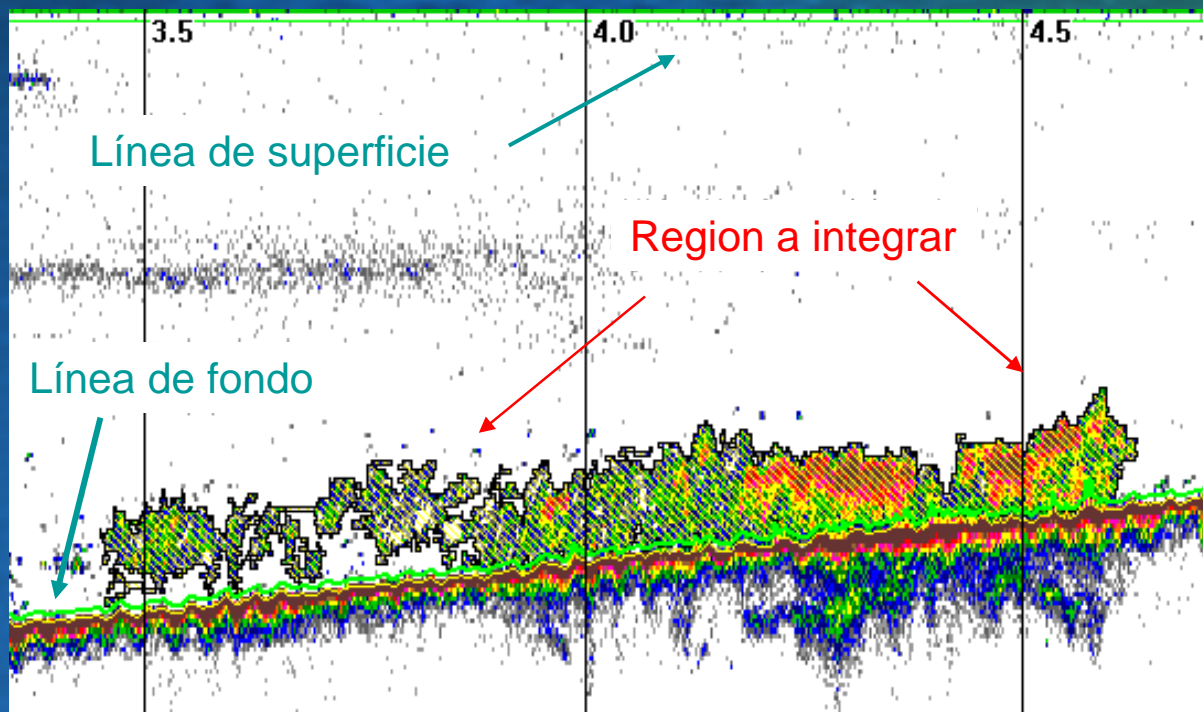 3.5
4.0
4.5
Línea de superficie
Region a integrar
Línea de fondo